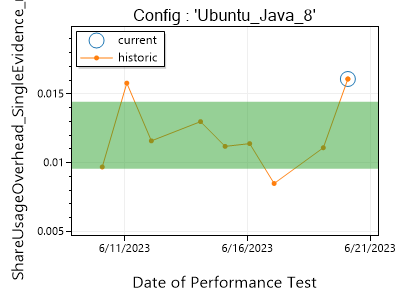 Config : 'Ubuntu_Java_8'
current
historic
ShareUsageOverhead_SingleEvidence_
0.015
0.01
0.005
6/11/2023
6/16/2023
6/21/2023
Date of Performance Test